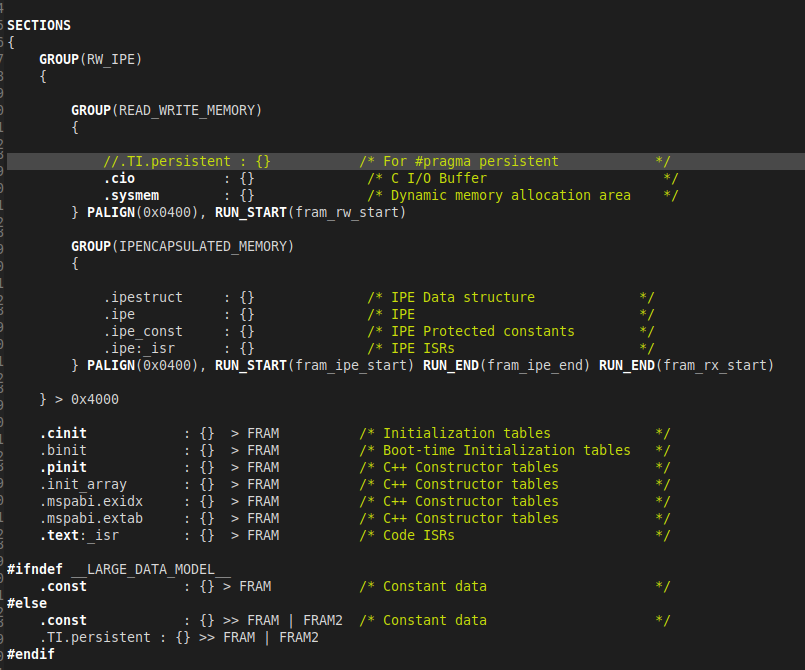 SECTIONS
{
    GROUP(RW_IPE)
    {
        GROUP(READ_WRITE_MEMORY)
        {
            //.TI.persistent : {}           /* For #pragma persistent            */
            .cio           : {}              /* C I/O Buffer                      */
            .sysmem        : {}              /* Dynamic memory allocation area    */
        } PALIGN(0x0400), RUN_START(fram_rw_start)
        GROUP(IPENCAPSULATED_MEMORY)
        {
            .ipestruct     : {}              /* IPE Data structure             */
            .ipe           : {}              /* IPE                            */
            .ipe_const     : {}              /* IPE Protected constants        */
            .ipe:_isr      : {}              /* IPE ISRs                       */
        } PALIGN(0x0400), RUN_START(fram_ipe_start) RUN_END(fram_ipe_end) RUN_END(fram_rx_start)
    } > 0x4000
    .cinit            : {}  > FRAM          /* Initialization tables             */
    .binit            : {}  > FRAM          /* Boot-time Initialization tables   */
    .pinit            : {}  > FRAM          /* C++ Constructor tables            */
    .init_array       : {}  > FRAM          /* C++ Constructor tables            */
    .mspabi.exidx     : {}  > FRAM          /* C++ Constructor tables            */
    .mspabi.extab     : {}  > FRAM          /* C++ Constructor tables            */
    .text:_isr        : {}  > FRAM          /* Code ISRs                         */
#ifndef __LARGE_DATA_MODEL__
    .const            : {} > FRAM           /* Constant data                     */
#else
    .const            : {} >> FRAM | FRAM2  /* Constant data                     */
    .TI.persistent : {} >> FRAM | FRAM2
#endif